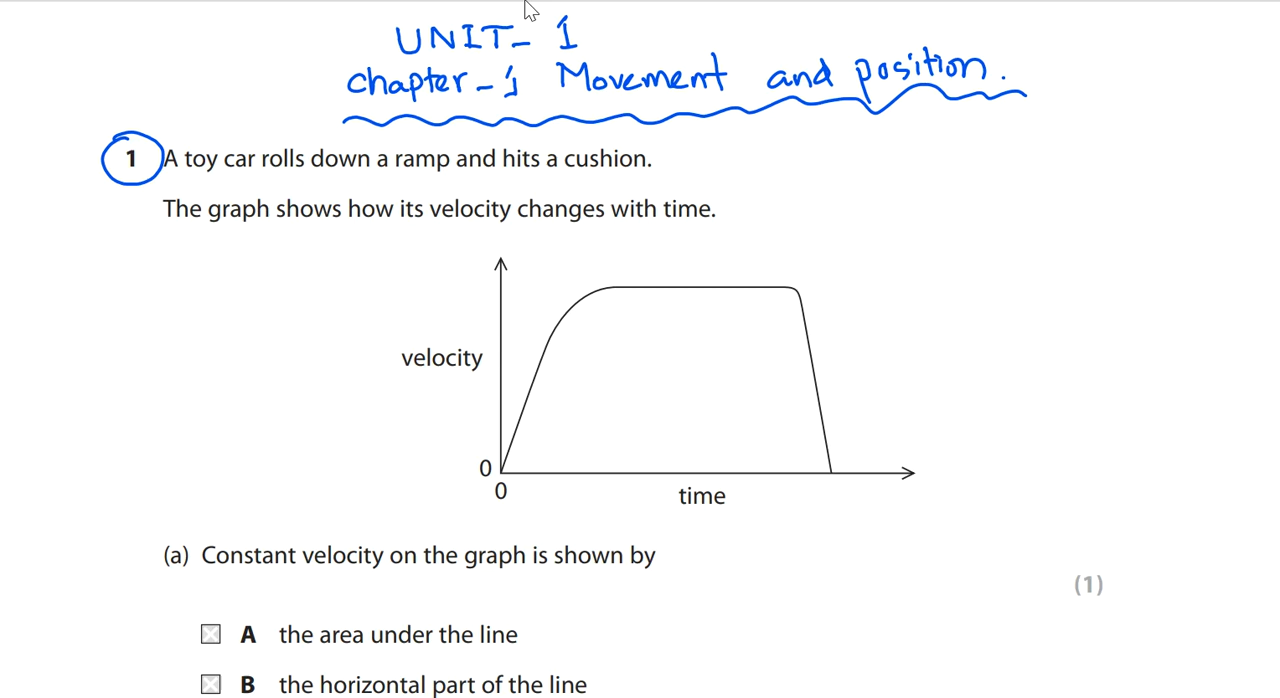 UNIT- 1
chapter-1 Movement and position.
1 A toy car rolls down a ramp and hits a cushion.
The graph shows how its velocity changes with time.
velocity
0
0
time
(a) Constant velocity on the graph is shown by
(1)
A the area under the line
B the horizontal part of the line